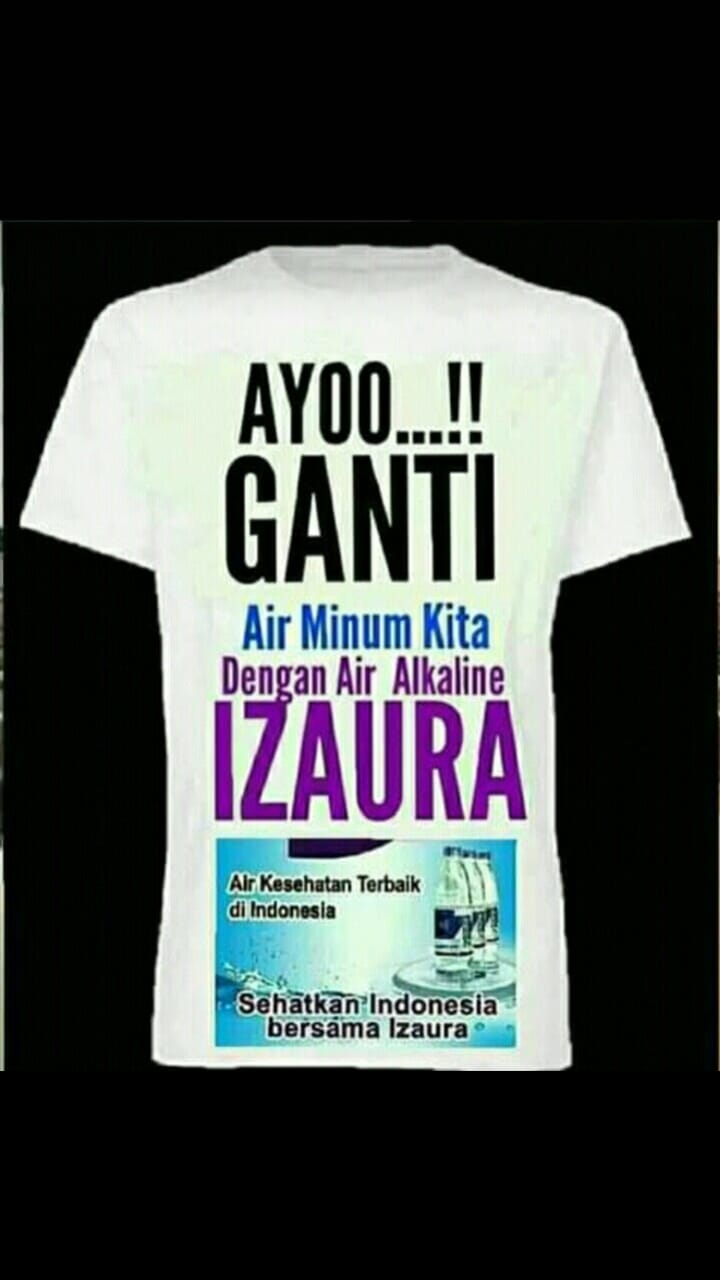 AYOO...!!
GANTI
Air Minum Kita
Dengan Air Alkaline
IZAURA
Air Kesehatan Terbaik
di Indonesia
Sehatkan Indonesia
bersama Izaura